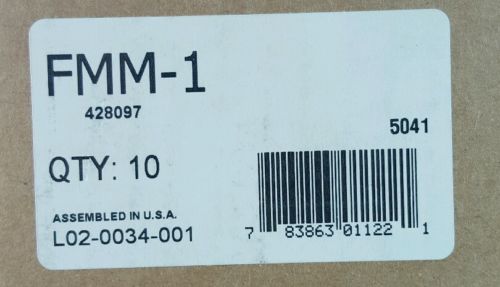 FMM-1
428097
5041
QTY: 10
ASSEMBLED IN U.S.A.
L02-0034-001
7 83863 01122 1